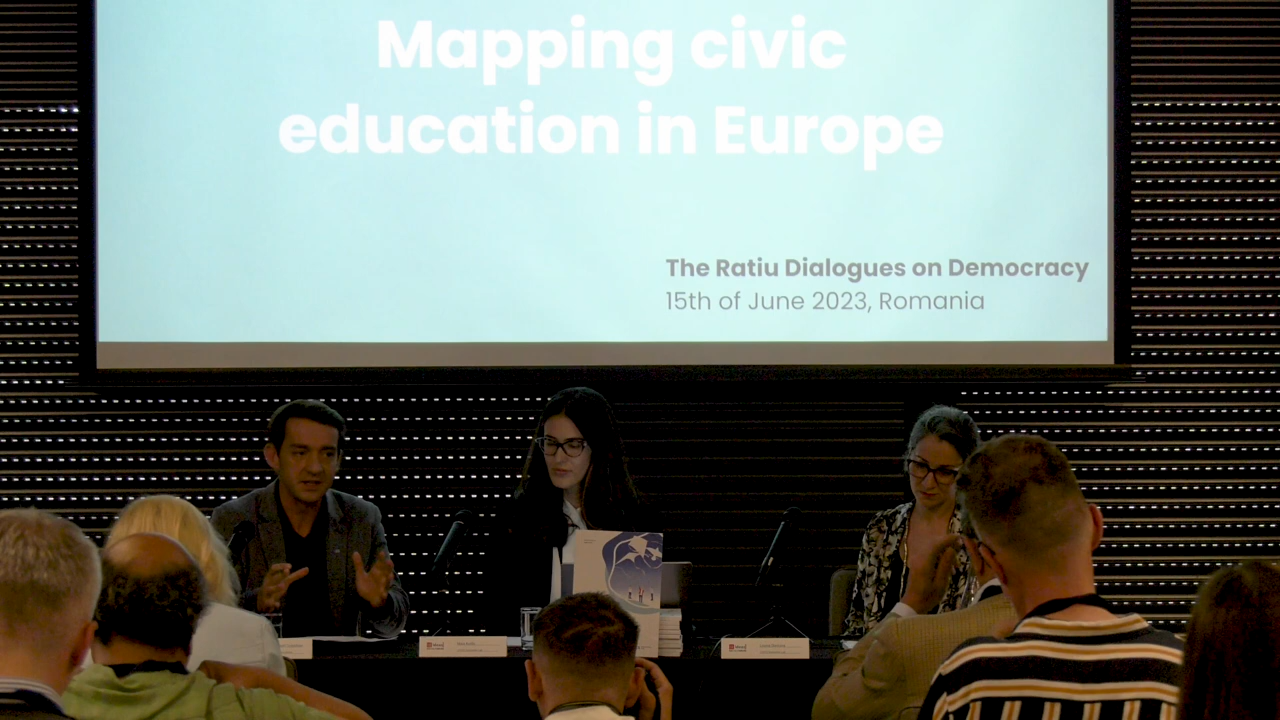 Mapping civic
education in Europe
The Ratiu Dialogues on Democracy
15th of June 2023, Romania